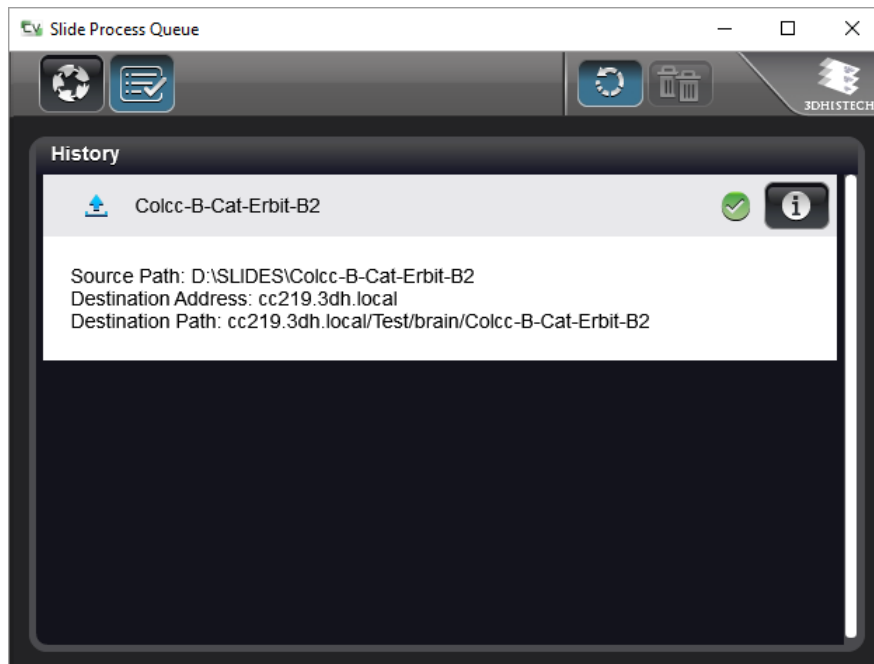 CV Slide Process Queue
3DHISTECH
History
Colcc-B-Cat-Erbit-B2
Source Path: D:\SLIDES\Colcc-B-Cat-Erbit-B2
Destination Address: cc219.3dh.local
Destination Path: cc219.3dh.local/Test/brain/Colcc-B-Cat-Erbit-B2